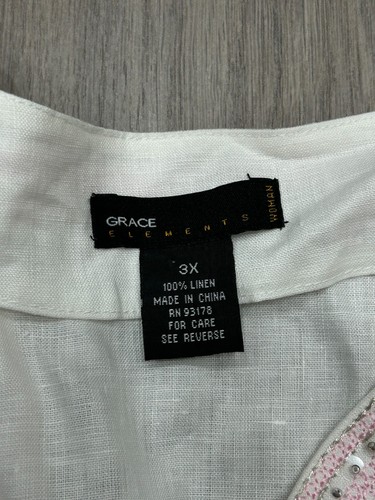 GRACE
ELEMENTS
WOMAN
3X
100% LINEN
MADE IN CHINA
RN 93178
FOR CARE
SEE REVERSE